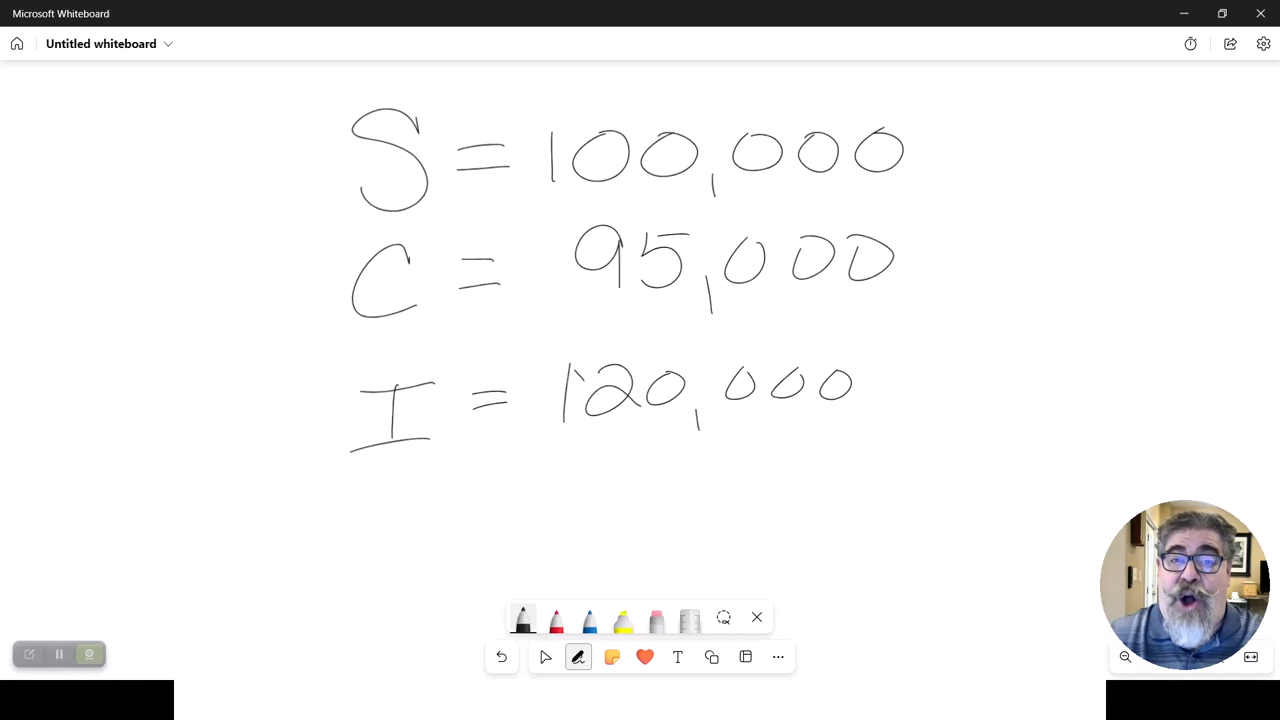 Microsoft Whiteboard
Untitled whiteboard
S = 100,000
C = 95,000
I = 120,000
T